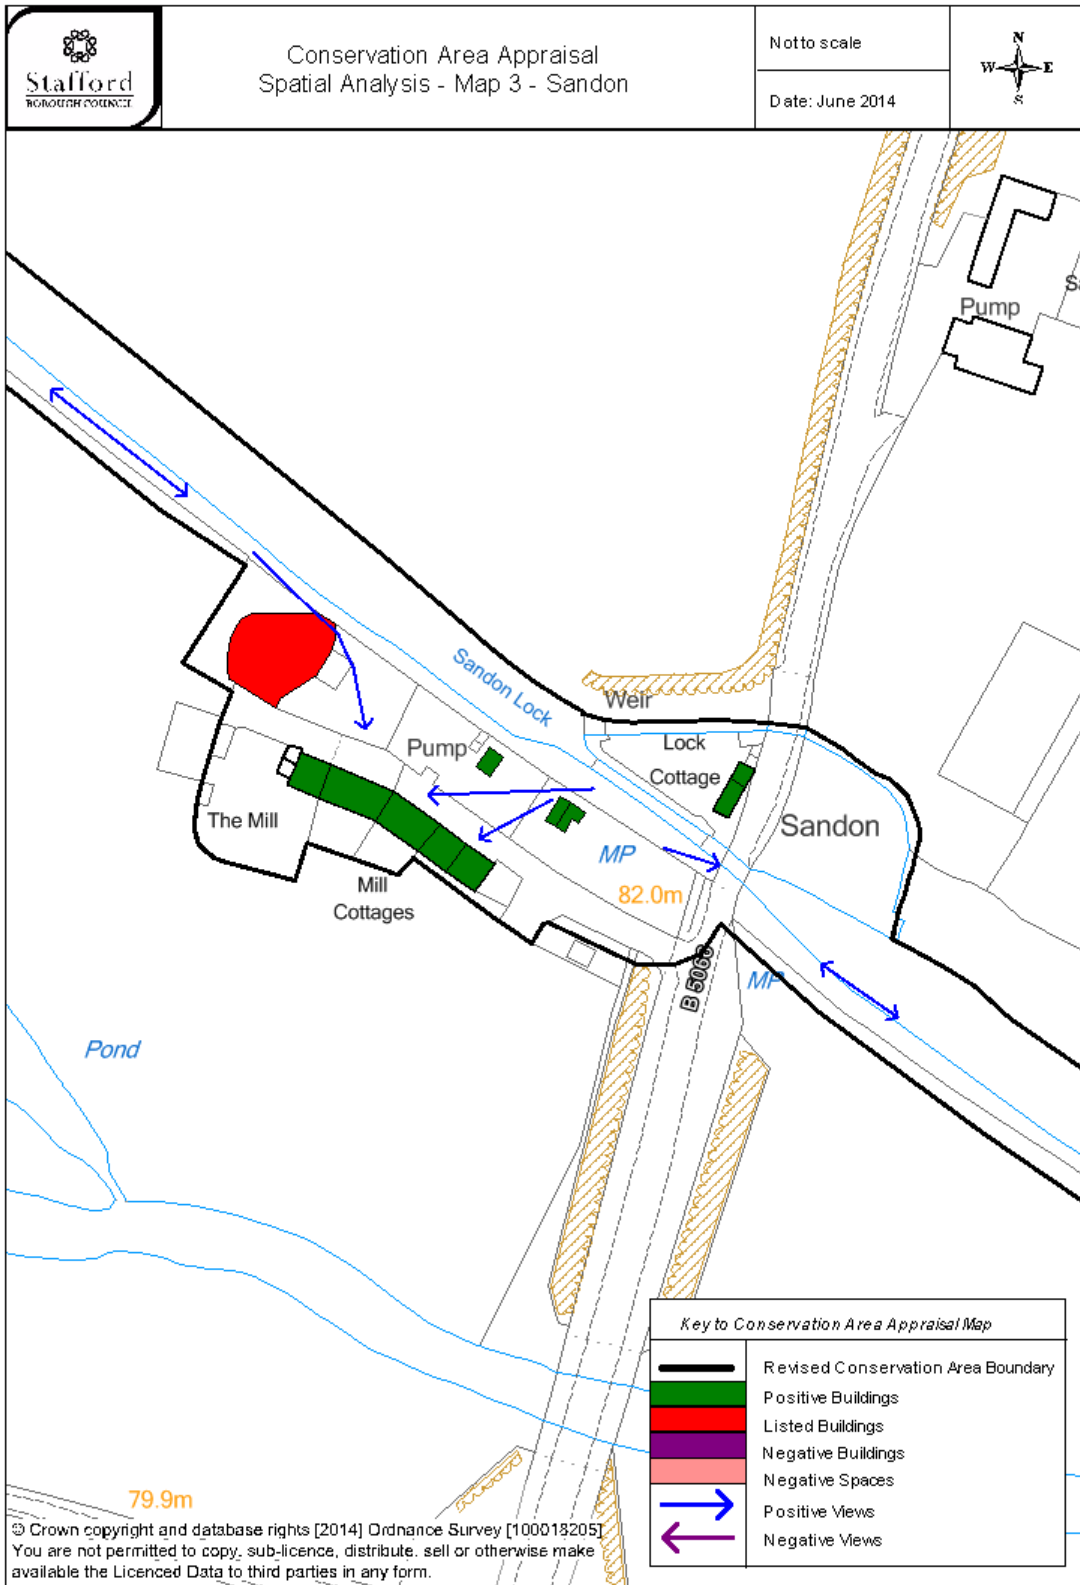 Stafford
BOROUGH COUNCIL
Conservation Area Appraisal
Spatial Analysis - Map 3 - Sandon
Not to scale
Date: June 2014
N
W E
S
Pump
Sandon Lock
Weir
Lock
Cottage
Pump
Sandon
The Mill
MP
82.0m
Mill
Cottages
MP
Pond
Key to Conservation Area Appraisal Map
Revised Conservation Area Boundary
Positive Buildings
Listed Buildings
Negative Buildings
Negative Spaces
Positive Views
Negative Views
79.9m
© Crown copyright and database rights [2014] Ordnance Survey [100018205]
You are not permitted to copy, sub-licence, distribute, sell or otherwise make
available the Licenced Data to third parties in any form.